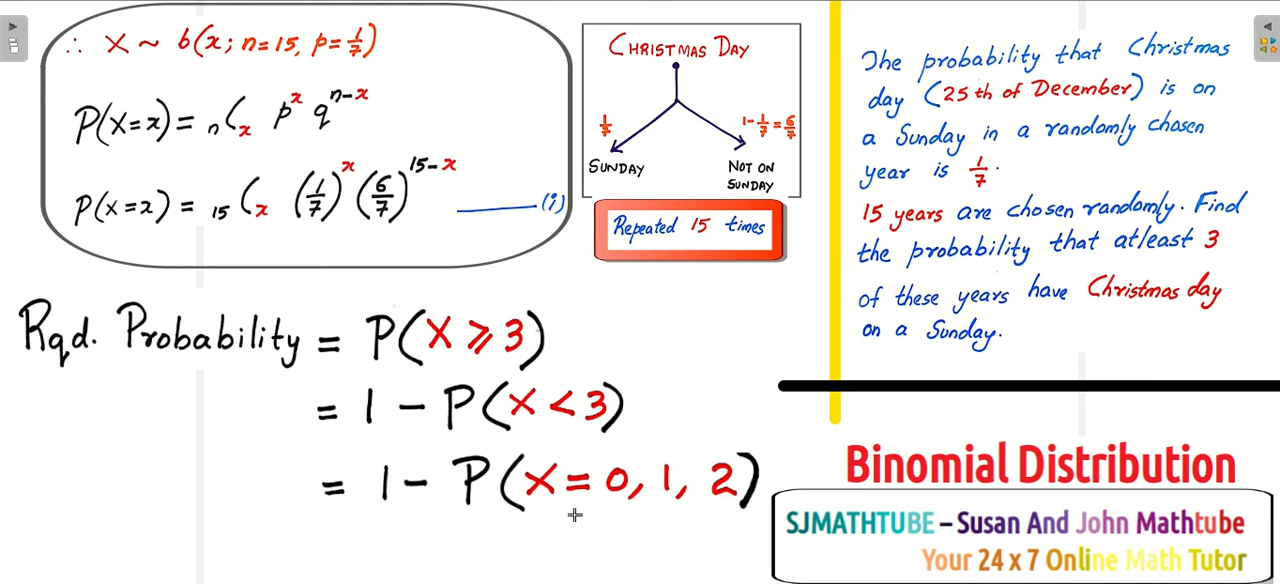 ∴ X ~ b(x; n=15, p=1/7)
P(X=x) = nCx p^x q^(n-x)
P(X=x) = 15Cx (1/7)^x (6/7)^(15-x) ——— (i)
CHRISTMAS DAY
1/7
1-1/7=6/7
SUNDAY
NOT ON
SUNDAY
Repeated 15 times
The probability that Christmas
day (25th of December) is on
a Sunday in a randomly chosen
year is 1/7.
15 years are chosen randomly. Find
the probability that atleast 3
of these years have Christmas day
on a Sunday.
Rqd. Probability = P(X ⩾ 3)
= 1 - P(X < 3)
= 1 - P(X = 0, 1, 2)
Binomial Distribution
SJMATHTUBE – Susan And John Mathtube
Your 24 x 7 Online Math Tutor